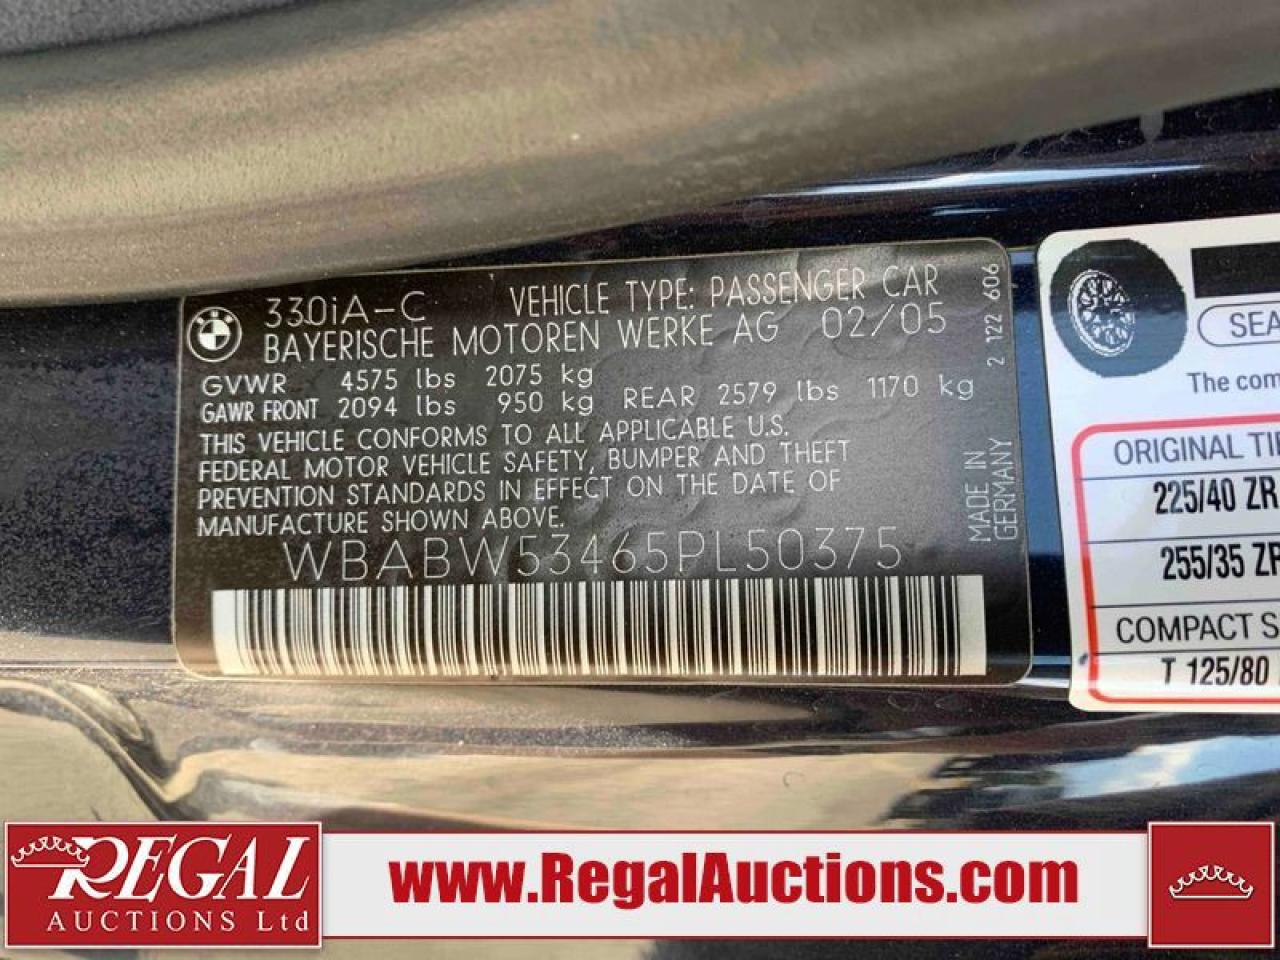 330iA-C VEHICLE TYPE: PASSENGER CAR
BAYERISCHE MOTOREN WERKE AG 02/05
GVWR 4575 lbs 2075 kg
GAWR FRONT 2094 lbs 950 kg REAR 2579 lbs 1170 kg
THIS VEHICLE CONFORMS TO ALL APPLICABLE U.S.
FEDERAL MOTOR VEHICLE SAFETY, BUMPER AND THEFT
PREVENTION STANDARDS IN EFFECT ON THE DATE OF
MANUFACTURE SHOWN ABOVE.
WBABW53465PL50375
2 122 606
MADE IN
GERMANY
SEA
The com
ORIGINAL TI
225/40 ZR
255/35 ZR
COMPACT S
T 125/80
REGAL
AUCTIONS Ltd
www.RegalAuctions.com